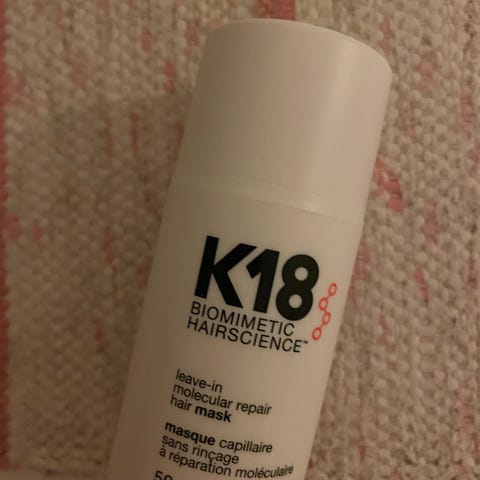 K18
BIOMIMETIC
HAIRSCIENCE™
leave-in
molecular repair
hair mask
masque capillaire
sans rinçage
à réparation moléculaire